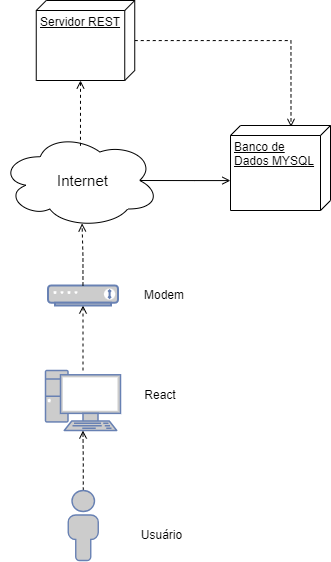 Servidor REST
Banco de
Dados MYSQL
Internet
Modem
React
Usuário